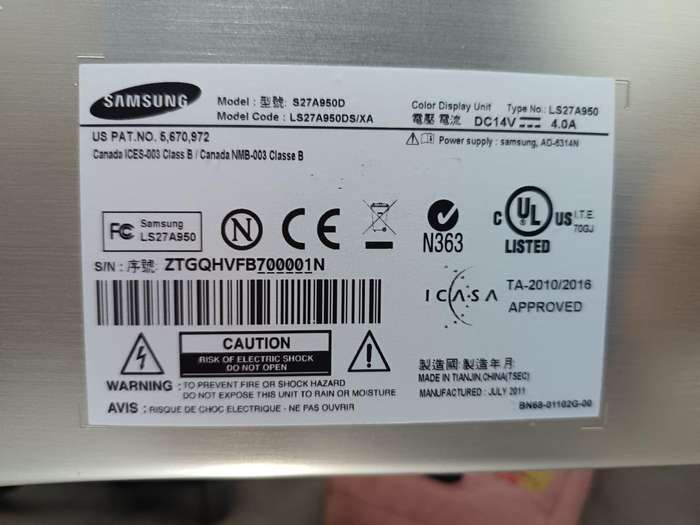 SAMSUNG
Model : 型號: S27A950D
Model Code : LS27A950DS/XA
Color Display Unit Type No.: LS27A950
電壓 電流 DC14V 4.0A
US PAT.NO. 5,670,972
Power supply : samsung, AD-6314N
Canada ICES-003 Class B / Canada NMB-003 Classe B
FC Samsung
LS27A950
N
CE
N363
C UL US I.T.E.
70GJ
LISTED
S/N : 序號: ZTGQHVFB700001N
ICASA
TA-2010/2016
APPROVED
CAUTION
RISK OF ELECTRIC SHOCK
DO NOT OPEN
WARNING : TO PREVENT FIRE OR SHOCK HAZARD
DO NOT EXPOSE THIS UNIT TO RAIN OR MOISTURE
AVIS : RISQUE DE CHOC ELECTRIQUE - NE PAS OUVRIR
製造國:製造年月
MADE IN TIANJIN,CHINA(TSEC)
MANUFACTURED : JULY 2011
BN68-01102G-00